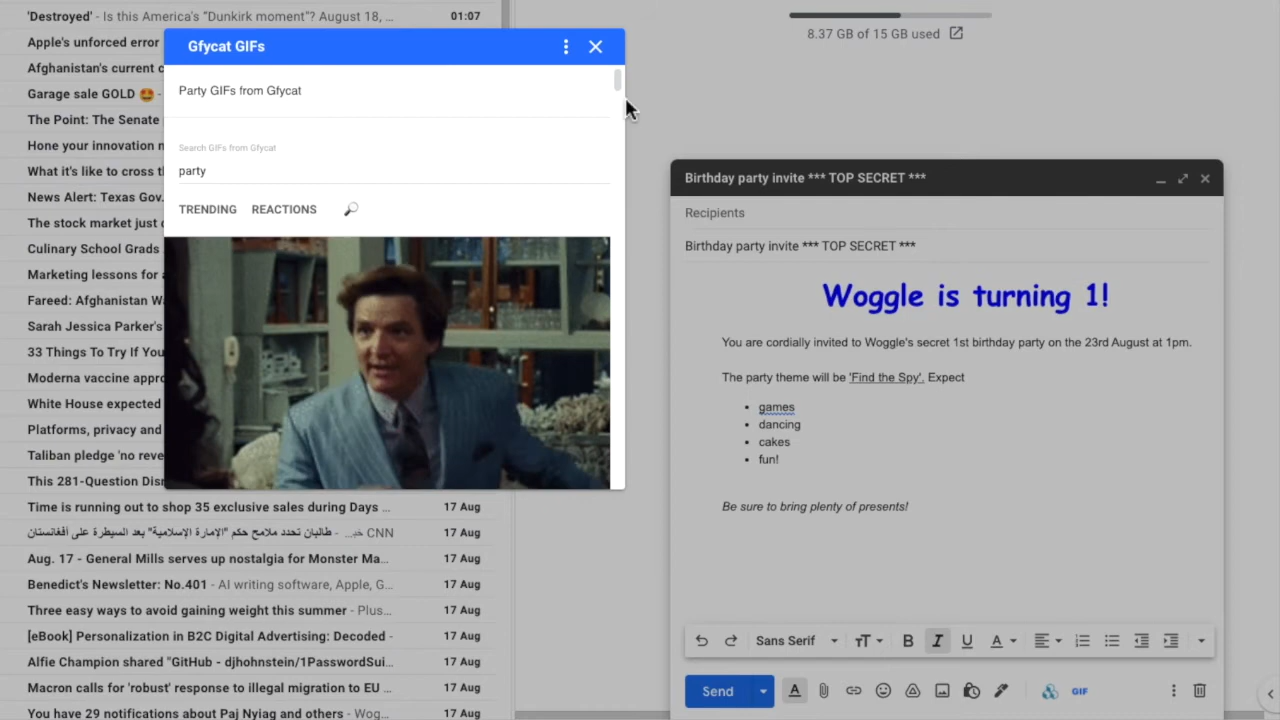 'Destroyed' - Is this America's "Dunkirk moment"? August 18, ... 01:07
Apple's unforced error
Afghanistan's current c
Garage sale GOLD 🤩 -
The Point: The Senate
Hone your innovation m
What it's like to cross t
News Alert: Texas Gov.
The stock market just
Culinary School Grads
Marketing lessons for a
Fareed: Afghanistan Wa
Sarah Jessica Parker's
33 Things To Try If You
Moderna vaccine appro
White House expected
Platforms, privacy and
Taliban pledge 'no reve
This 281-Question Dis
Time is running out to shop 35 exclusive sales during Days ... 17 Aug
CNN خبـ... - طالبان تحدد ملامح حكم "الإمارة الإسلامية" بعد السيطرة على أفغانستان 17 Aug
Aug. 17 - General Mills serves up nostalgia for Monster Ma... 17 Aug
Benedict's Newsletter: No.401 - AI writing software, Apple, G... 17 Aug
Three easy ways to avoid gaining weight this summer - Plus... 17 Aug
[eBook] Personalization in B2C Digital Advertising: Decoded - 17 Aug
Alfie Champion shared "GitHub - djhohnstein/1PasswordSui... 17 Aug
Macron calls for 'robust' response to illegal migration to EU ... 17 Aug
You have 29 notifications about Paj Nyiag and others - Wog... 17 Aug
Gfycat GIFs
Party GIFs from Gfycat
Search GIFs from Gfycat
party
TRENDING REACTIONS
8.37 GB of 15 GB used
Birthday party invite *** TOP SECRET ***
Recipients
Birthday party invite *** TOP SECRET ***
Woggle is turning 1!
You are cordially invited to Woggle's secret 1st birthday party on the 23rd August at 1pm.
The party theme will be 'Find the Spy'. Expect
• games
• dancing
• cakes
• fun!
Be sure to bring plenty of presents!
Sans Serif TT B I U A
Send A GIF